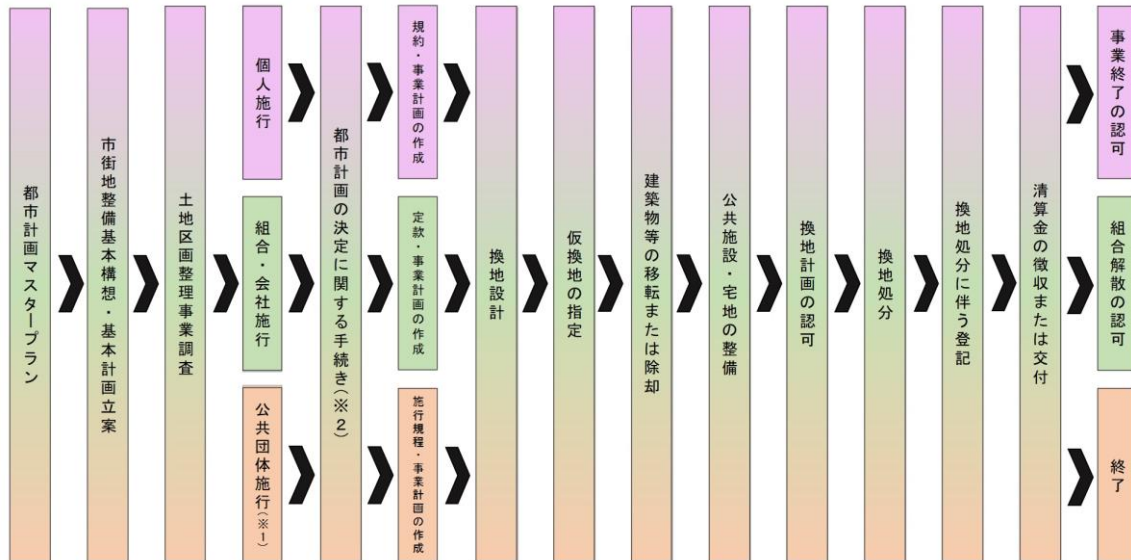 都市計画マスタープラン
市街地整備基本構想・基本計画立案
土地区画整理事業調査
個人施行
組合・会社施行
公共団体施行(※1)
都市計画の決定に関する手続き(※2)
規約・事業計画の作成
定款・事業計画の作成
施行規程・事業計画の作成
換地設計
仮換地の指定
建築物等の移転または除却
公共施設・宅地の整備
換地計画の認可
換地処分
換地処分に伴う登記
清算金の徴収または交付
事業終了の認可
組合解散の認可
終了